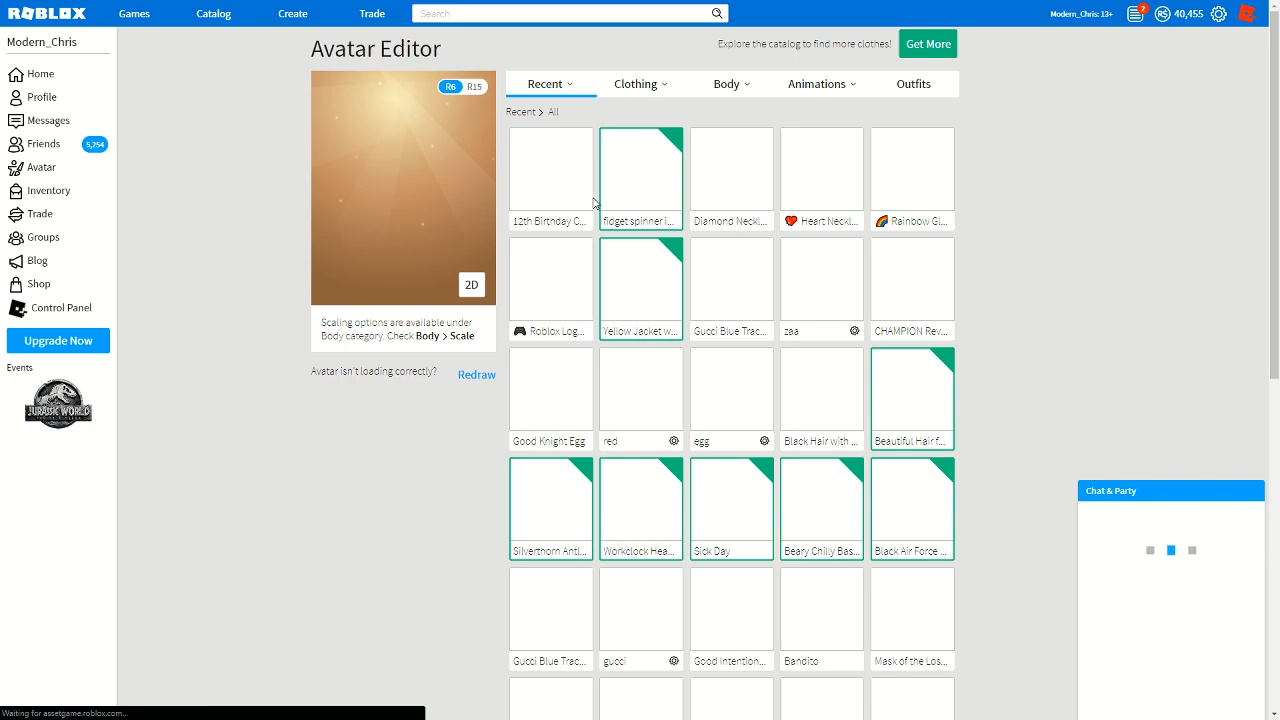 ROBLOX
Games
Catalog
Create
Trade
Search
Modern_Chris: 13+
2
R$ 40,455
Modern_Chris
Home
Profile
Messages
Friends
5,254
Avatar
Inventory
Trade
Groups
Blog
Shop
Control Panel
Upgrade Now
Events
JURASSIC WORLD
Avatar Editor
Explore the catalog to find more clothes!
Get More
R6 R15
2D
Scaling options are available under
Body category. Check Body > Scale
Avatar isn't loading correctly?
Redraw
Recent
Clothing
Body
Animations
Outfits
Recent > All
12th Birthday C...
fidget spinner i...
Diamond Neckl...
❤️ Heart Neckl...
🌈 Rainbow Gl...
🎮 Roblox Log...
Yellow Jacket w...
Gucci Blue Trac...
zaa
CHAMPION Rev...
Good Knight Egg
red
egg
Black Hair with ...
Beautiful Hair f...
Silverthorn Antl...
Workclock Hea...
Sick Day
Beary Chilly Bas...
Black Air Force ...
Gucci Blue Trac...
gucci
Good Intention...
Bandito
Mask of the Los...
Chat & Party
Waiting for assetgame.roblox.com...